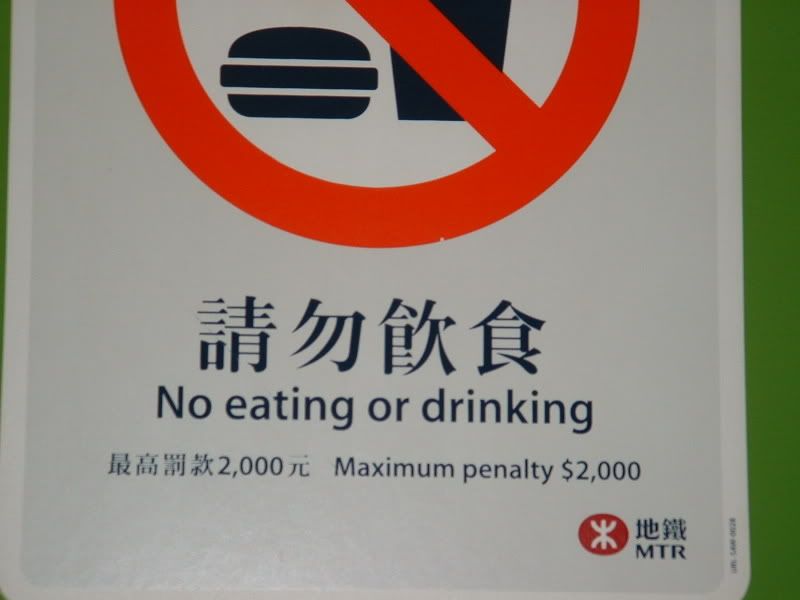 請勿飲食
No eating or drinking
最高罰款2,000元 Maximum penalty $2,000
地鐵
MTR